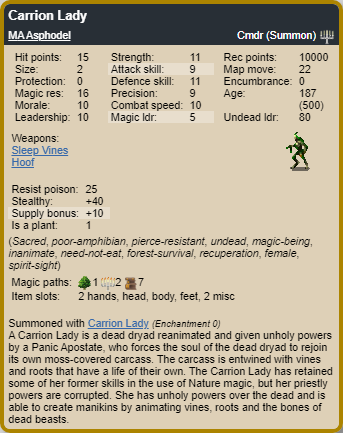 Carrion Lady
MA Asphodel Cmdr (Summon)
Hit points: 15 Strength: 11 Rec points: 10000
Size: 2 Attack skill: 9 Map move: 22
Protection: 0 Defence skill: 11 Encumbrance: 0
Magic res: 16 Precision: 9 Age: 187
Morale: 10 Combat speed: 10 (500)
Leadership: 10 Magic ldr: 5 Undead ldr: 80
Weapons:
Sleep Vines
Hoof
Resist poison: 25
Stealthy: +40
Supply bonus: +10
Is a plant: 1
(Sacred, poor-amphibian, pierce-resistant, undead, magic-being,
inanimate, need-not-eat, forest-survival, recuperation, female,
spirit-sight)
Magic paths: 1 2 7
Item slots: 2 hands, head, body, feet, 2 misc
Summoned with Carrion Lady (Enchantment 0)
A Carrion Lady is a dead dryad reanimated and given unholy powers
by a Panic Apostate, who forces the soul of the dead dryad to rejoin
its own moss-covered carcass. The carcass is entwined with vines
and roots that have a life of their own. The Carrion Lady has retained
some of her former skills in the use of Nature magic, but her priestly
powers are corrupted. She has unholy powers over the dead and is
able to create manikins by animating vines, roots and the bones of
dead beasts.